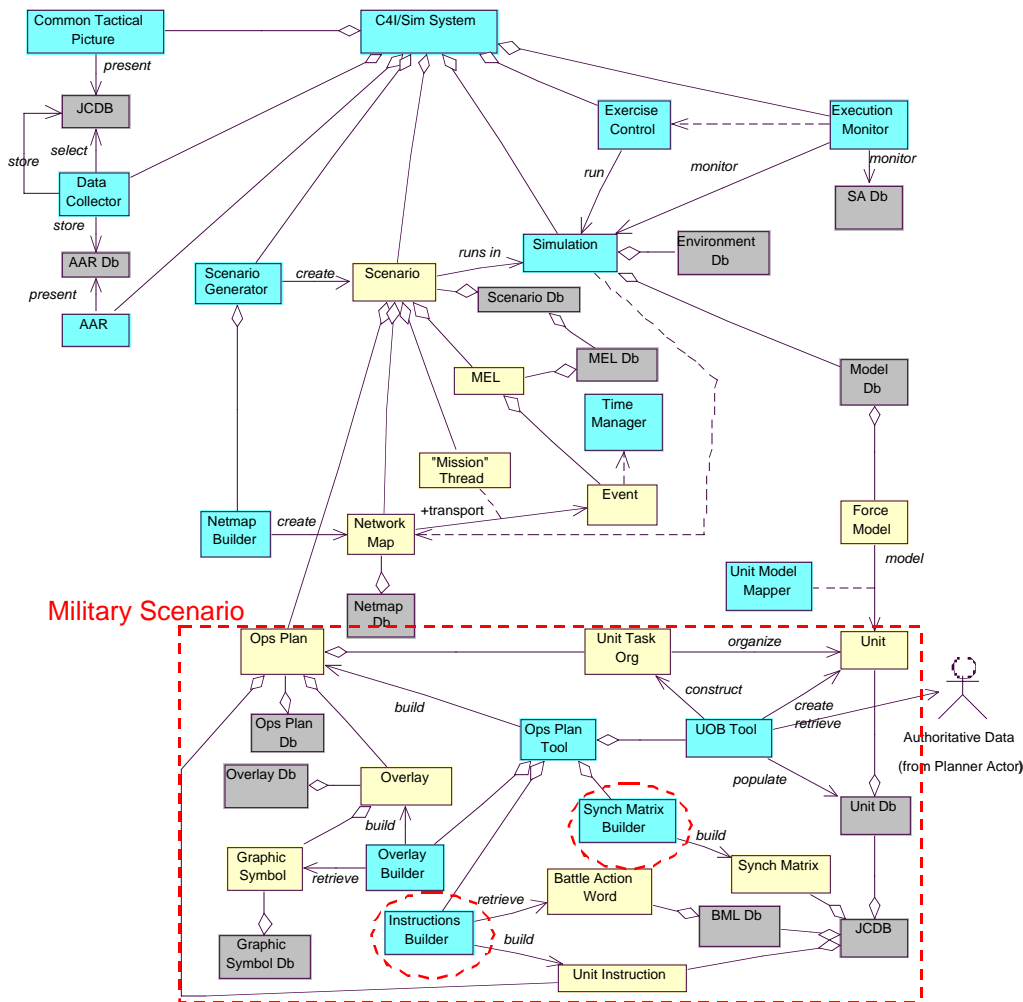 Common Tactical
Picture
C4I/Sim System
present
JCDB
Exercise
Control
Execution
Monitor
store
select
run
monitor
monitor
Data
Collector
SA Db
store
Simulation
Environment
Db
AAR Db
runs in
Scenario
Generator
create
Scenario
present
Scenario Db
AAR
MEL Db
MEL
Model
Db
Time
Manager
"Mission"
Thread
Event
+transport
Netmap
Builder
create
Network
Map
Force
Model
model
Unit Model
Mapper
Netmap
Db
Military Scenario
Ops Plan
Unit Task
Org
organize
Unit
construct
build
create
retrieve
Ops Plan
Db
Ops Plan
Tool
UOB Tool
Authoritative Data
(from Planner Actor)
Overlay Db
Overlay
populate
Unit Db
build
Synch Matrix
Builder
build
Graphic
Symbol
retrieve
Overlay
Builder
Battle Action
Word
Synch Matrix
retrieve
Instructions
Builder
BML Db
JCDB
build
Graphic
Symbol Db
Unit Instruction